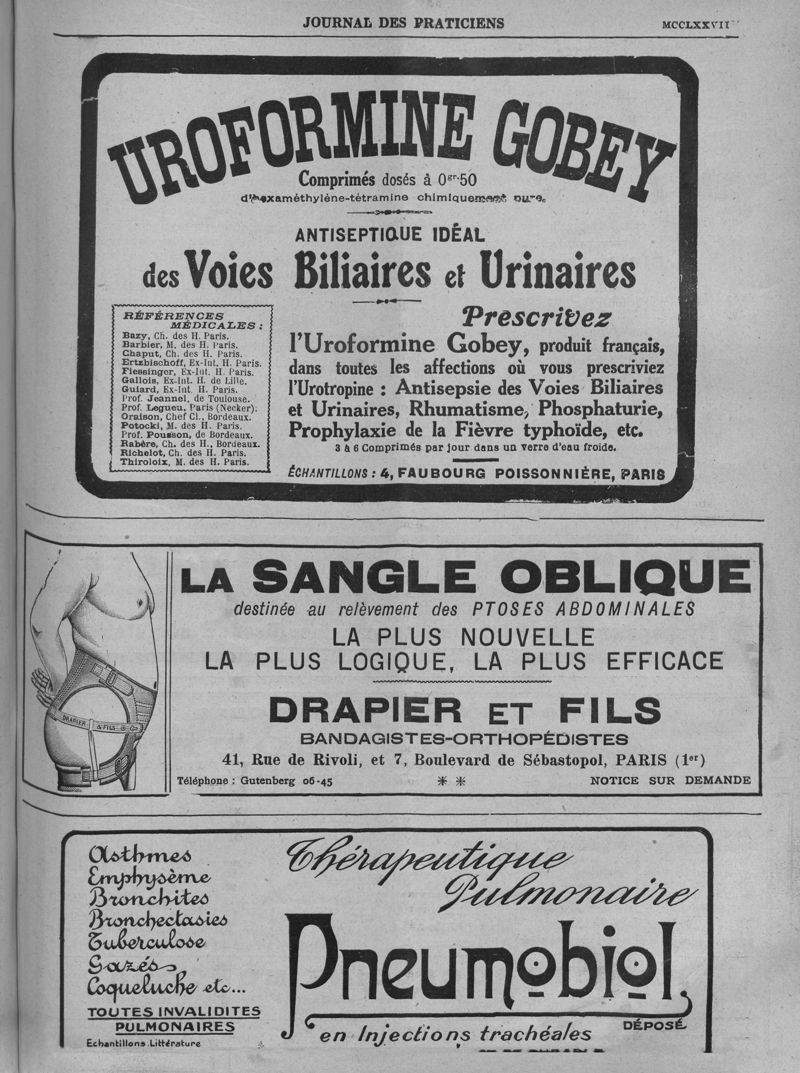 JOURNAL DES PRATICIENS
UROFORMINE GOBEY
Comprimés dosés à 0gr.50
d'hexaméthylène-tétramine chimiquement pure.
ANTISEPTIQUE IDÉAL
des Voies Biliaires et Urinaires
RÉFÉRENCES
MÉDICALES :
Bazy, Ch. des H. Paris.
Barbier, M. des H. Paris.
Chaput, Ch. des H. Paris.
Ertzbischoff, Ex-Int. H. Paris.
Fiessinger, Ex-Int. H. Paris.
Gallois, Ex-Int. H. de Lille.
Guiard, Ex-Int. H. Paris.
Prof. Jeannel, de Toulouse.
Prof. Legueu, Paris (Necker).
Oraison, Chef Cl., Bordeaux.
Potocki, M. des H. Paris.
Prof. Pousson, de Bordeaux.
Rabère, Ch. des H., Bordeaux.
Richelot, Ch. des H. Paris.
Thiroloix, M. des H. Paris.
Prescrivez
l'Uroformine Gobey, produit français,
dans toutes les affections où vous prescriviez
l'Urotropine : Antisepsie des Voies Biliaires
et Urinaires, Rhumatisme, Phosphaturie,
Prophylaxie de la Fièvre typhoïde, etc.
3 à 6 Comprimés par jour dans un verre d'eau froide.
ÉCHANTILLONS : 4, FAUBOURG POISSONNIÈRE, PARIS
DRAPIER & FILS
LA SANGLE OBLIQUE
destinée au relèvement des PTOSES ABDOMINALES
LA PLUS NOUVELLE
LA PLUS LOGIQUE, LA PLUS EFFICACE
DRAPIER ET FILS
BANDAGISTES-ORTHOPÉDISTES
41, Rue de Rivoli, et 7, Boulevard de Sébastopol, PARIS (1er)
Téléphone : Gutenberg 06-45 ** NOTICE SUR DEMANDE
Asthmes
Emphysème
Bronchites
Bronchectasies
Tuberculose
Gazés
Coqueluche etc...
TOUTES INVALIDITES
PULMONAIRES
Echantillons.Littérature
Thérapeutique
Pulmonaire
Pneumobiol
DÉPOSÉ
en Injections trachéales